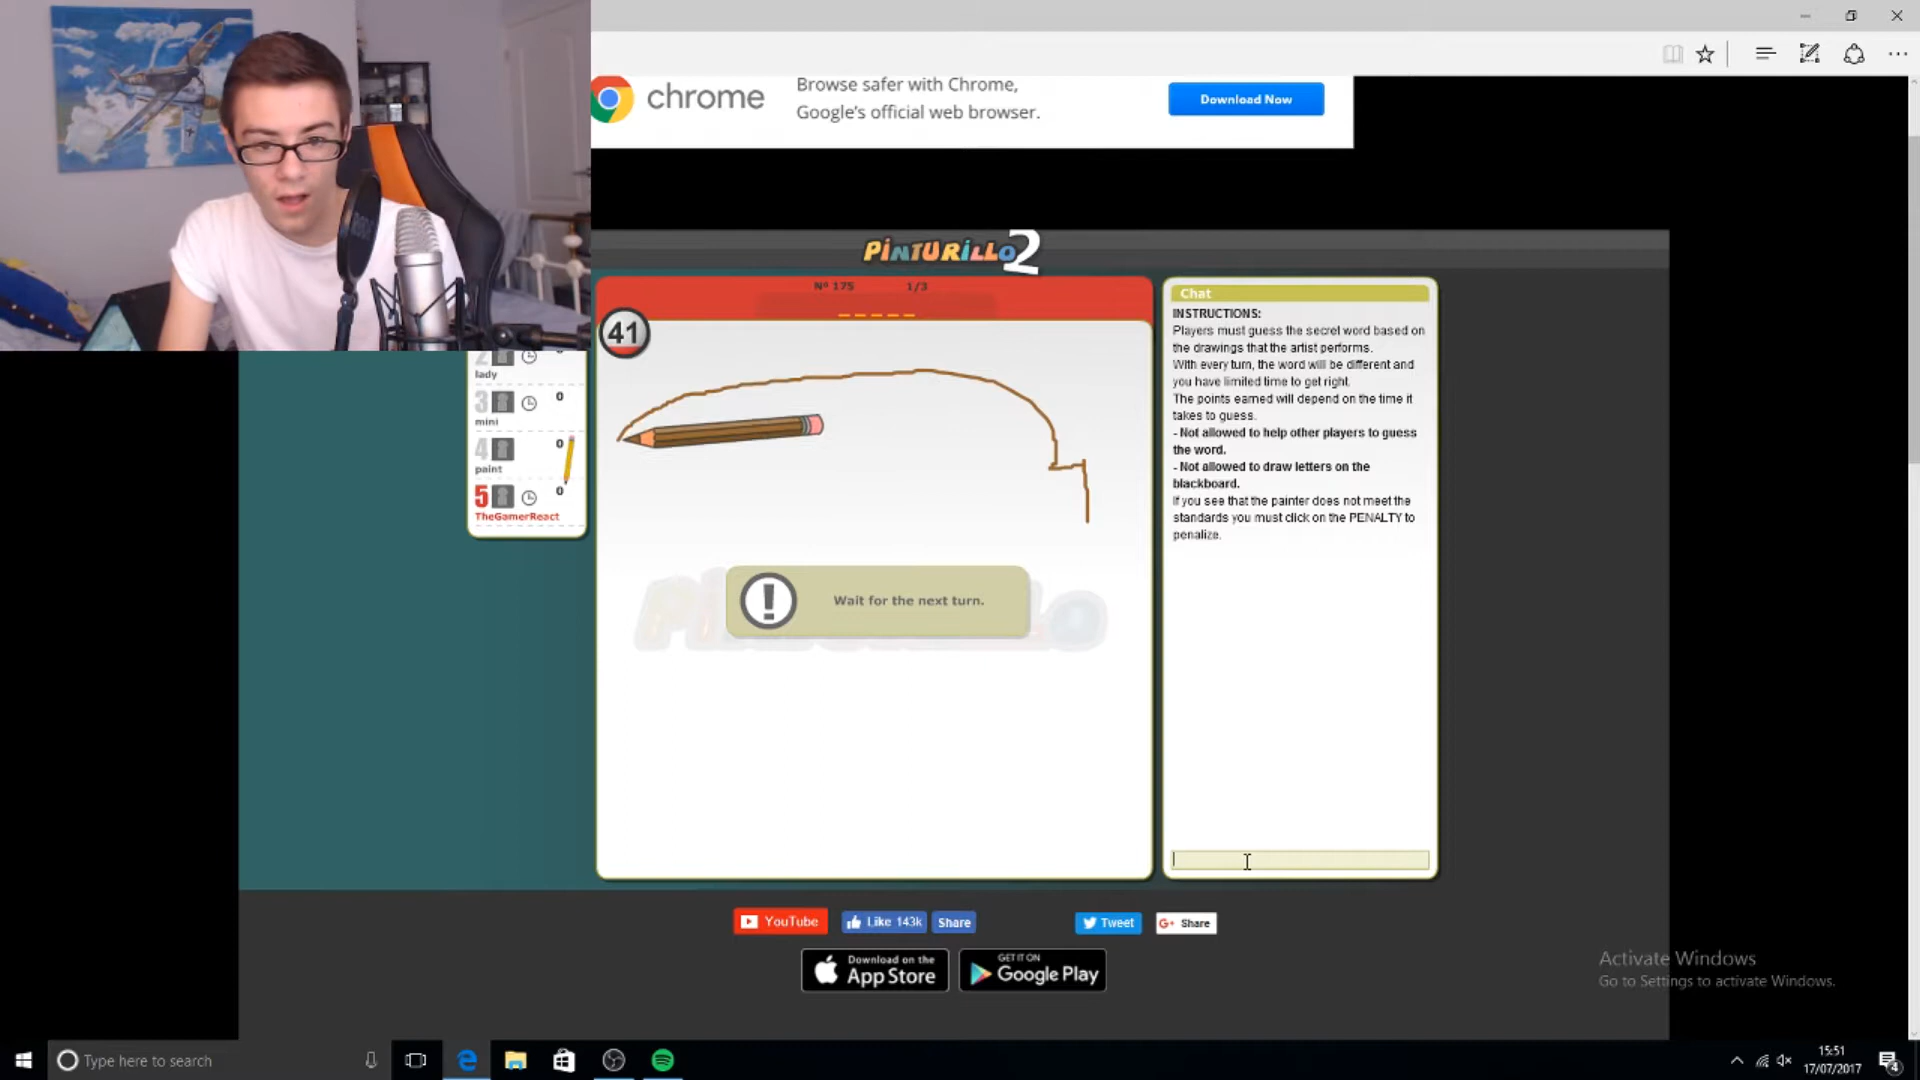 chrome
Browse safer with Chrome,
Google's official web browser.
Download Now
PiNTURiLLO 2
Nº 175
1/3
41
2
lady
3
0
mini
4
0
paint
5
0
TheGamerReact
Wait for the next turn.
Chat
INSTRUCTIONS:
Players must guess the secret word based on
the drawings that the artist performs.
With every turn, the word will be different and
you have limited time to get right.
The points earned will depend on the time it
takes to guess.
- Not allowed to help other players to guess
the word.
- Not allowed to draw letters on the
blackboard.
If you see that the painter does not meet the
standards you must click on the PENALTY to
penalize.
YouTube
Like 143k
Share
Tweet
G+ Share
Download on the
App Store
GET IT ON
Google Play
Activate Windows
Go to Settings to activate Windows.
Type here to search
15:51
17/07/2017
4